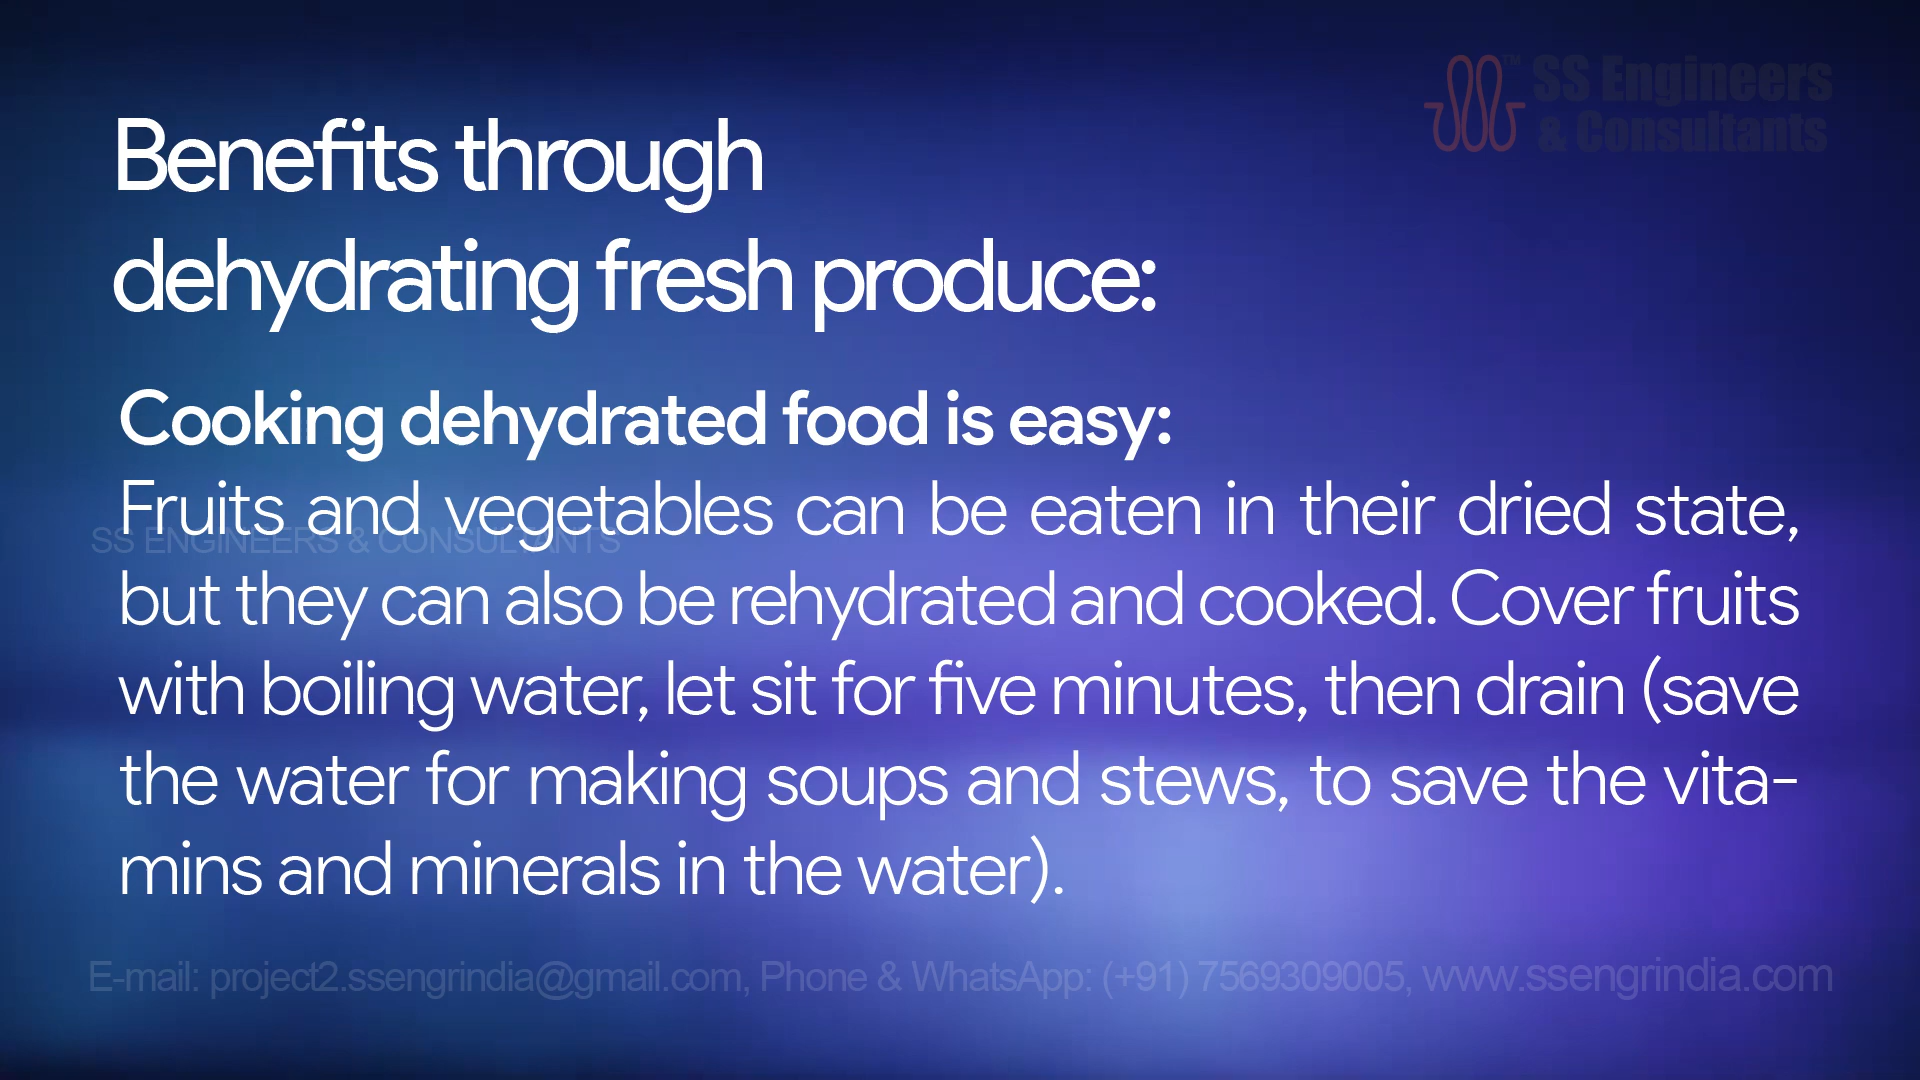 TM SS Engineers
& Consultants
Benefits through
dehydrating fresh produce:
Cooking dehydrated food is easy:
Fruits and vegetables can be eaten in their dried state,
SS ENGINEERS & CONSULTANTS
but they can also be rehydrated and cooked. Cover fruits
with boiling water, let sit for five minutes, then drain (save
the water for making soups and stews, to save the vita-
mins and minerals in the water).
E-mail: project2.ssengrindia@gmail.com, Phone & WhatsApp: (+91) 7569309005, www.ssengrindia.com